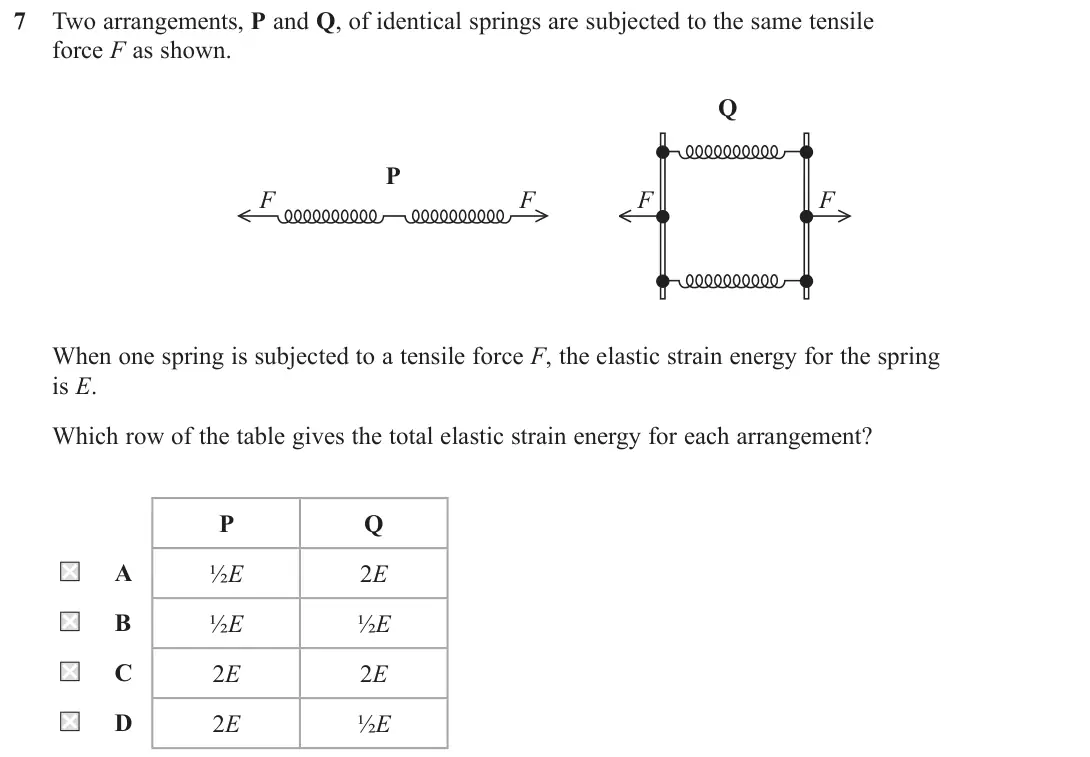 7 Two arrangements, P and Q, of identical springs are subjected to the same tensile
force F as shown.
Q
P
F F F F
When one spring is subjected to a tensile force F, the elastic strain energy for the spring
is E.
Which row of the table gives the total elastic strain energy for each arrangement?
P Q
A ½E 2E
B ½E ½E
C 2E 2E
D 2E ½E